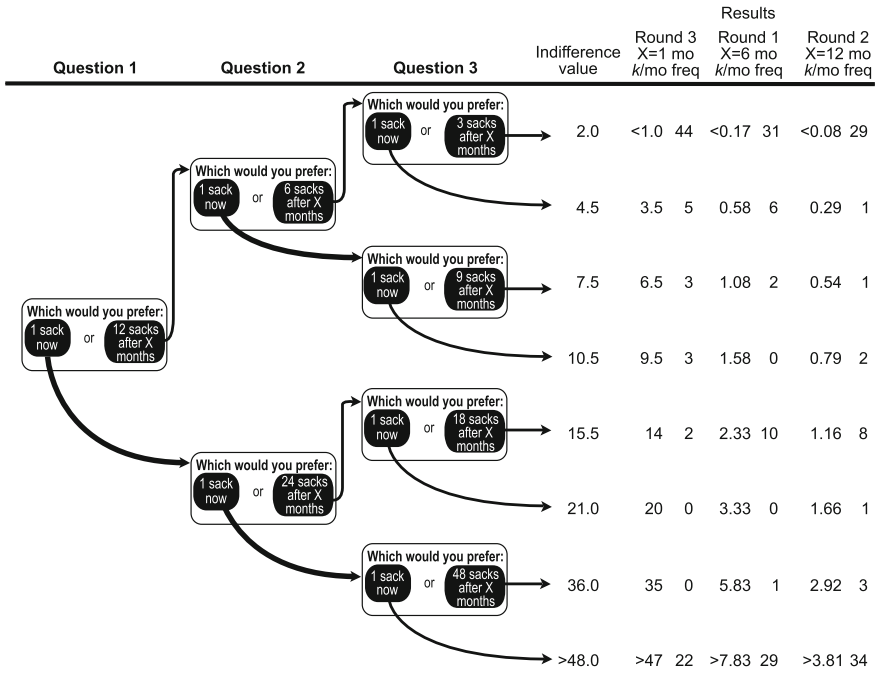 Results
Indifference value
Round 3 X=1 mo k/mo freq
Round 1 X=6 mo k/mo freq
Round 2 X=12 mo k/mo freq
Question 1
Question 2
Question 3
Which would you prefer:
1 sack now
or
3 sacks after X months
2.0 <1.0 44 <0.17 31 <0.08 29
Which would you prefer:
1 sack now
or
6 sacks after X months
4.5 3.5 5 0.58 6 0.29 1
Which would you prefer:
1 sack now
or
9 sacks after X months
7.5 6.5 3 1.08 2 0.54 1
Which would you prefer:
1 sack now
or
12 sacks after X months
10.5 9.5 3 1.58 0 0.79 2
Which would you prefer:
1 sack now
or
18 sacks after X months
15.5 14 2 2.33 10 1.16 8
Which would you prefer:
1 sack now
or
24 sacks after X months
21.0 20 0 3.33 0 1.66 1
Which would you prefer:
1 sack now
or
48 sacks after X months
36.0 35 0 5.83 1 2.92 3
>48.0 >47 22 >7.83 29 >3.81 34